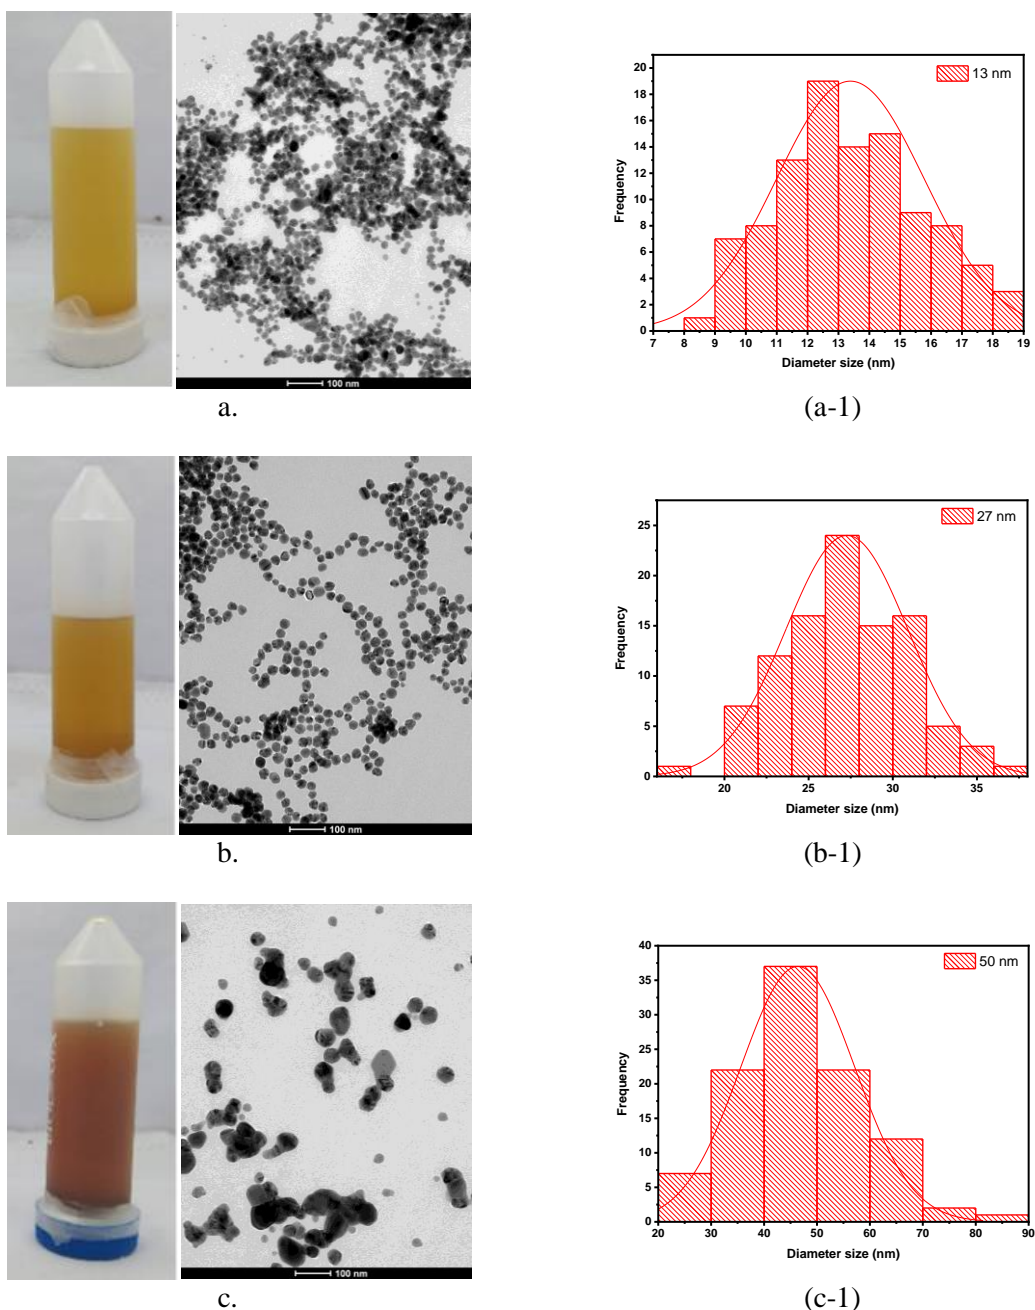 100 nm
a.
20
18
16
14
12
10
8
6
4
2
0
Frequency
13 nm
7 8 9 10 11 12 13 14 15 16 17 18 19
Diameter size (nm)
(a-1)
100 nm
b.
25
20
15
10
5
0
Frequency
27 nm
20 25 30 35
Diameter size (nm)
(b-1)
100 nm
c.
40
35
30
25
20
15
10
5
0
Frequency
50 nm
20 30 40 50 60 70 80 90
Diameter size (nm)
(c-1)